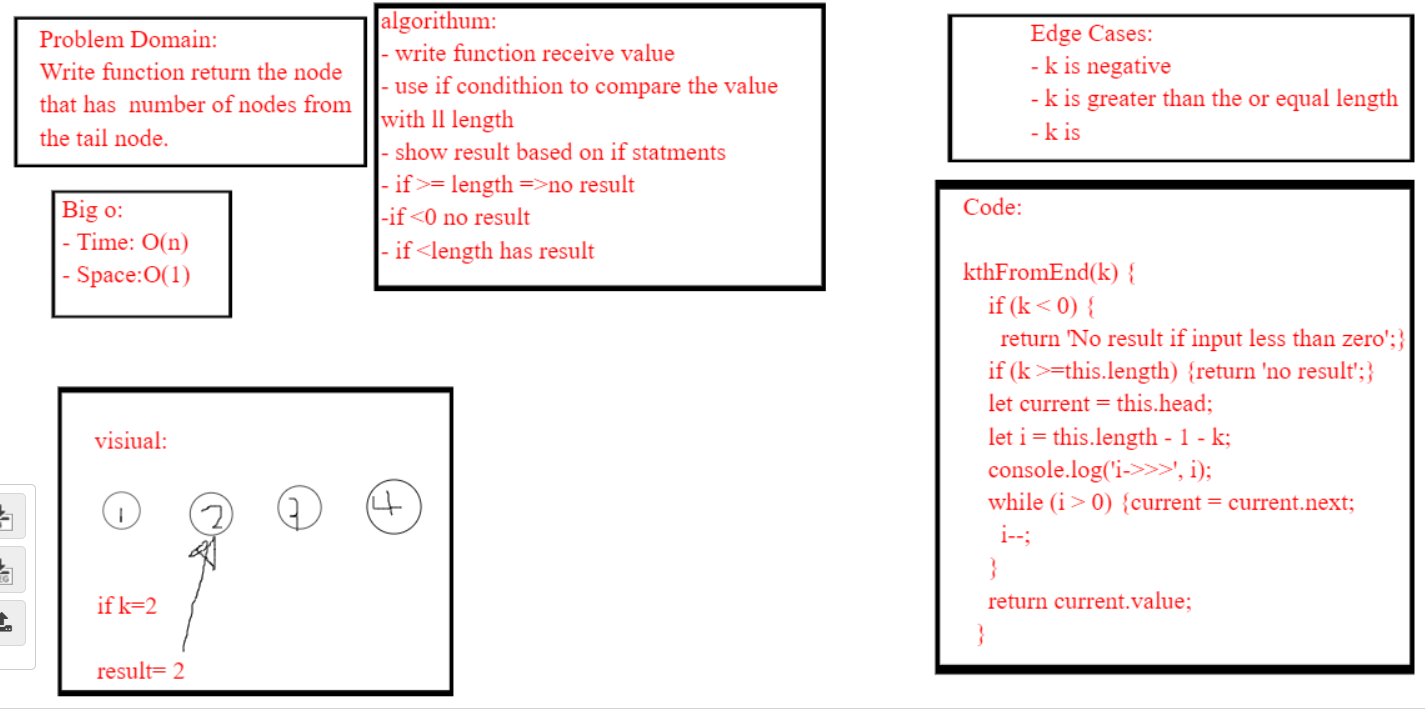 Problem Domain:
Write function return the node
that has number of nodes from
the tail node.
algorithum:
- write function receive value
- use if condithion to compare the value
with ll length
- show result based on if statments
- if >= length =>no result
-if <0 no result
- if <length has result
Edge Cases:
- k is negative
- k is greater than the or equal length
- k is
Big o:
- Time: O(n)
- Space:O(1)
Code:
kthFromEnd(k) {
if (k < 0) {
return 'No result if input less than zero';}
if (k >=this.length) {return 'no result';}
let current = this.head;
let i = this.length - 1 - k;
console.log('i->>>', i);
while (i > 0) {current = current.next;
i--;
}
return current.value;
}
visiual:
1 2 3 4
if k=2
result= 2